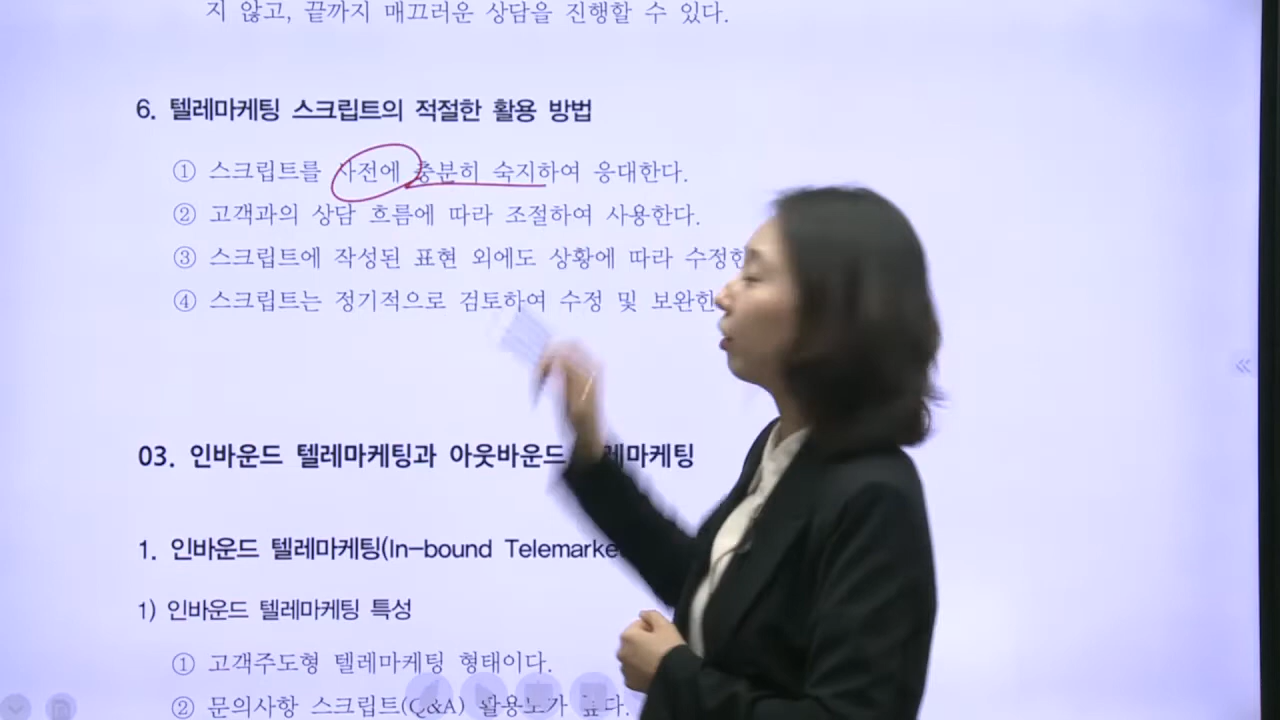 지 않고, 끝까지 매끄러운 상담을 진행할 수 있다.
6. 텔레마케팅 스크립트의 적절한 활용 방법
① 스크립트를 사전에 충분히 숙지하여 응대한다.
② 고객과의 상담 흐름에 따라 조절하여 사용한다.
③ 스크립트에 작성된 표현 외에도 상황에 따라
④ 스크립트는 정기적으로 검토하여 수정 및
03. 인바운드 텔레마케팅과 아웃바운드
1. 인바운드 텔레마케팅(In-bound
1) 인바운드 텔레마케팅 특성
① 고객주도형 텔레마케팅 형태이다.
② 문의사항 스크립트(Q&A)